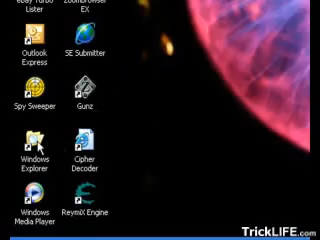 eBay Turbo
Lister
ZoomBrowser
EX
Outlook
Express
SE Submitter
Spy Sweeper
Gunz
Windows
Explorer
Cipher
Decoder
Windows
Media Player
ReymiX Engine
TrickLIFE.com